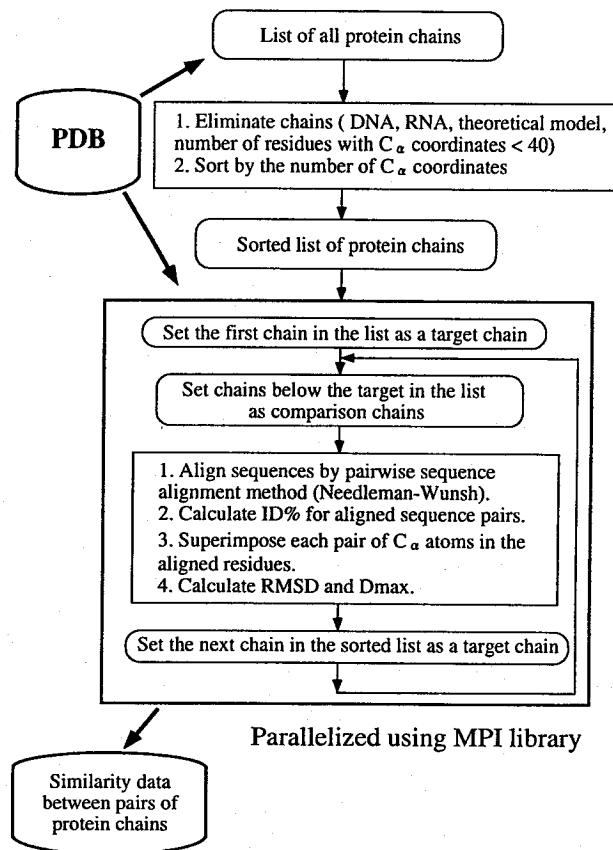 List of all protein chains
PDB
1. Eliminate chains ( DNA, RNA, theoretical model,
number of residues with C α coordinates < 40)
2. Sort by the number of C α coordinates
Sorted list of protein chains
Set the first chain in the list as a target chain
Set chains below the target in the list
as comparison chains
1. Align sequences by pairwise sequence
alignment method (Needleman-Wunsh).
2. Calculate ID% for aligned sequence pairs.
3. Superimpose each pair of C α atoms in the
aligned residues.
4. Calculate RMSD and Dmax.
Set the next chain in the sorted list as a target chain
Parallelized using MPI library
Similarity data
between pairs of
protein chains